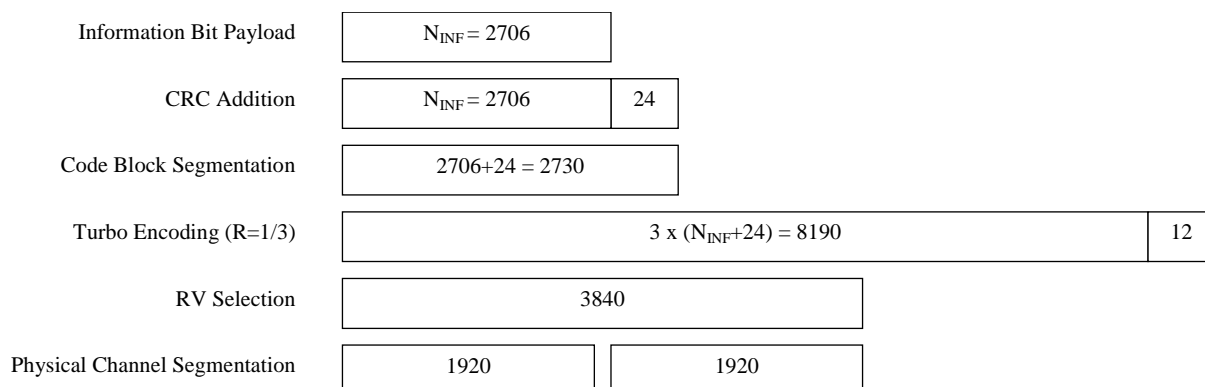 Information Bit Payload
N_INF = 2706
CRC Addition
N_INF = 2706
24
Code Block Segmentation
2706+24 = 2730
Turbo Encoding (R=1/3)
3 x (N_INF+24) = 8190
12
RV Selection
3840
Physical Channel Segmentation
1920
1920